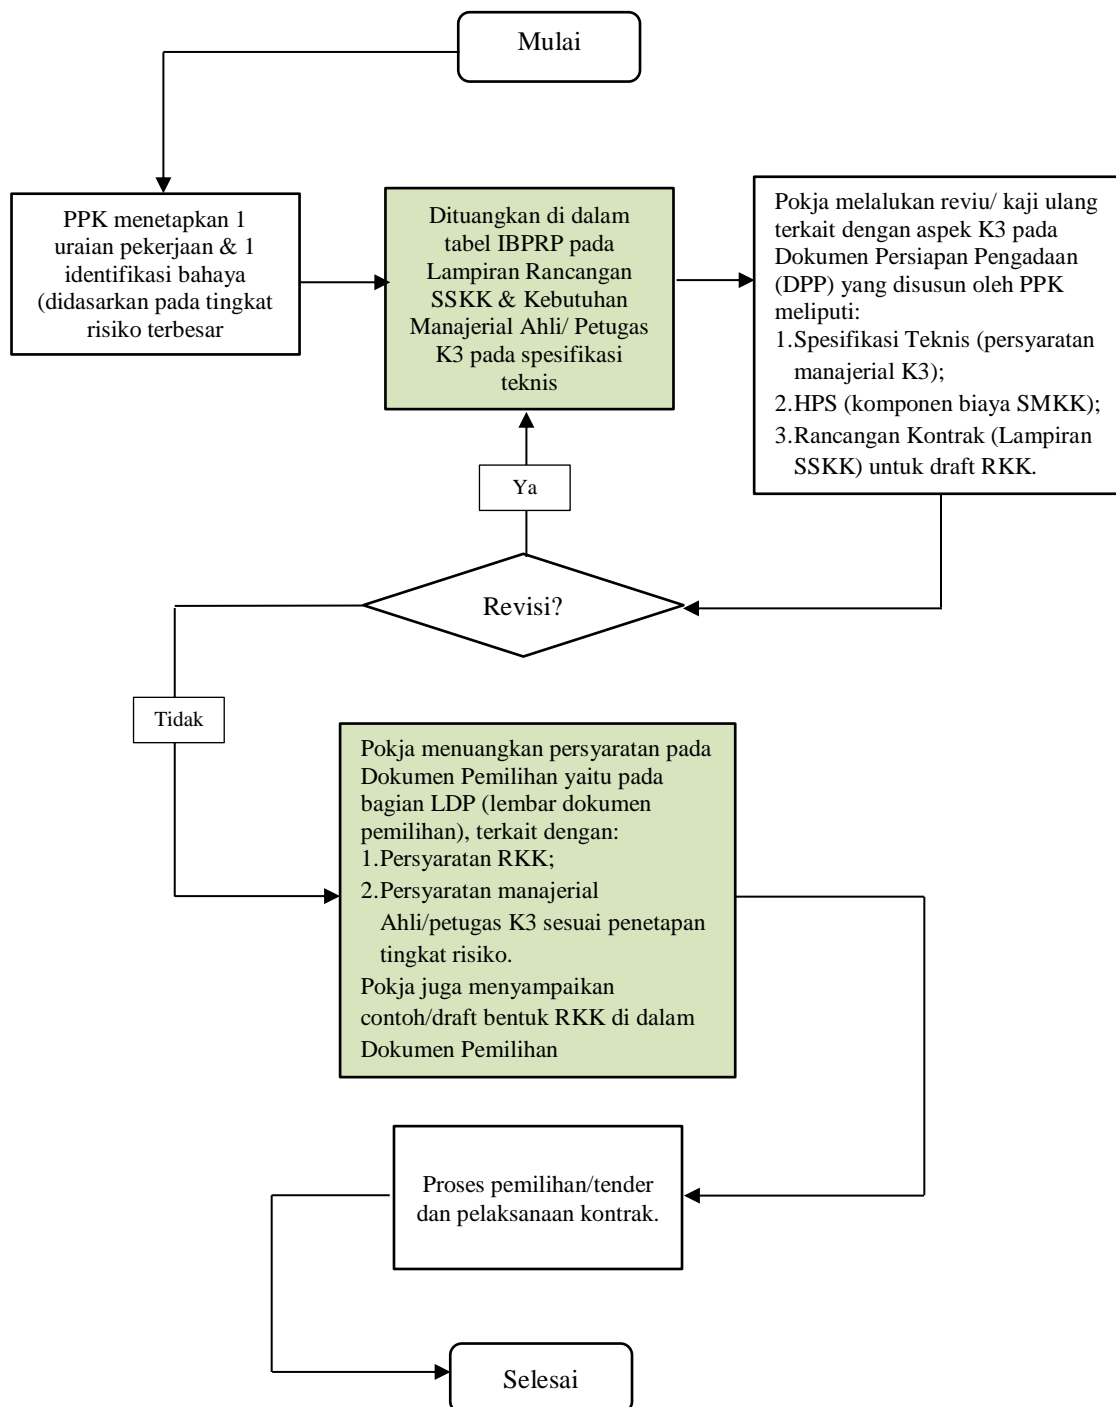 Mulai
PPK menetapkan 1
uraian pekerjaan & 1
identifikasi bahaya
(didasarkan pada tingkat
risiko terbesar
Dituangkan di dalam
tabel IBPRP pada
Lampiran Rancangan
SSKK & Kebutuhan
Manajerial Ahli/ Petugas
K3 pada spesifikasi
teknis
Pokja melalukan reviu/ kaji ulang
terkait dengan aspek K3 pada
Dokumen Persiapan Pengadaan
(DPP) yang disusun oleh PPK
meliputi:
1.Spesifikasi Teknis (persyaratan
manajerial K3);
2.HPS (komponen biaya SMKK);
3.Rancangan Kontrak (Lampiran
SSKK) untuk draft RKK.
Ya
Revisi?
Tidak
Pokja menuangkan persyaratan pada
Dokumen Pemilihan yaitu pada
bagian LDP (lembar dokumen
pemilihan), terkait dengan:
1.Persyaratan RKK;
2.Persyaratan manajerial
Ahli/petugas K3 sesuai penetapan
tingkat risiko.
Pokja juga menyampaikan
contoh/draft bentuk RKK di dalam
Dokumen Pemilihan
Proses pemilihan/tender
dan pelaksanaan kontrak.
Selesai